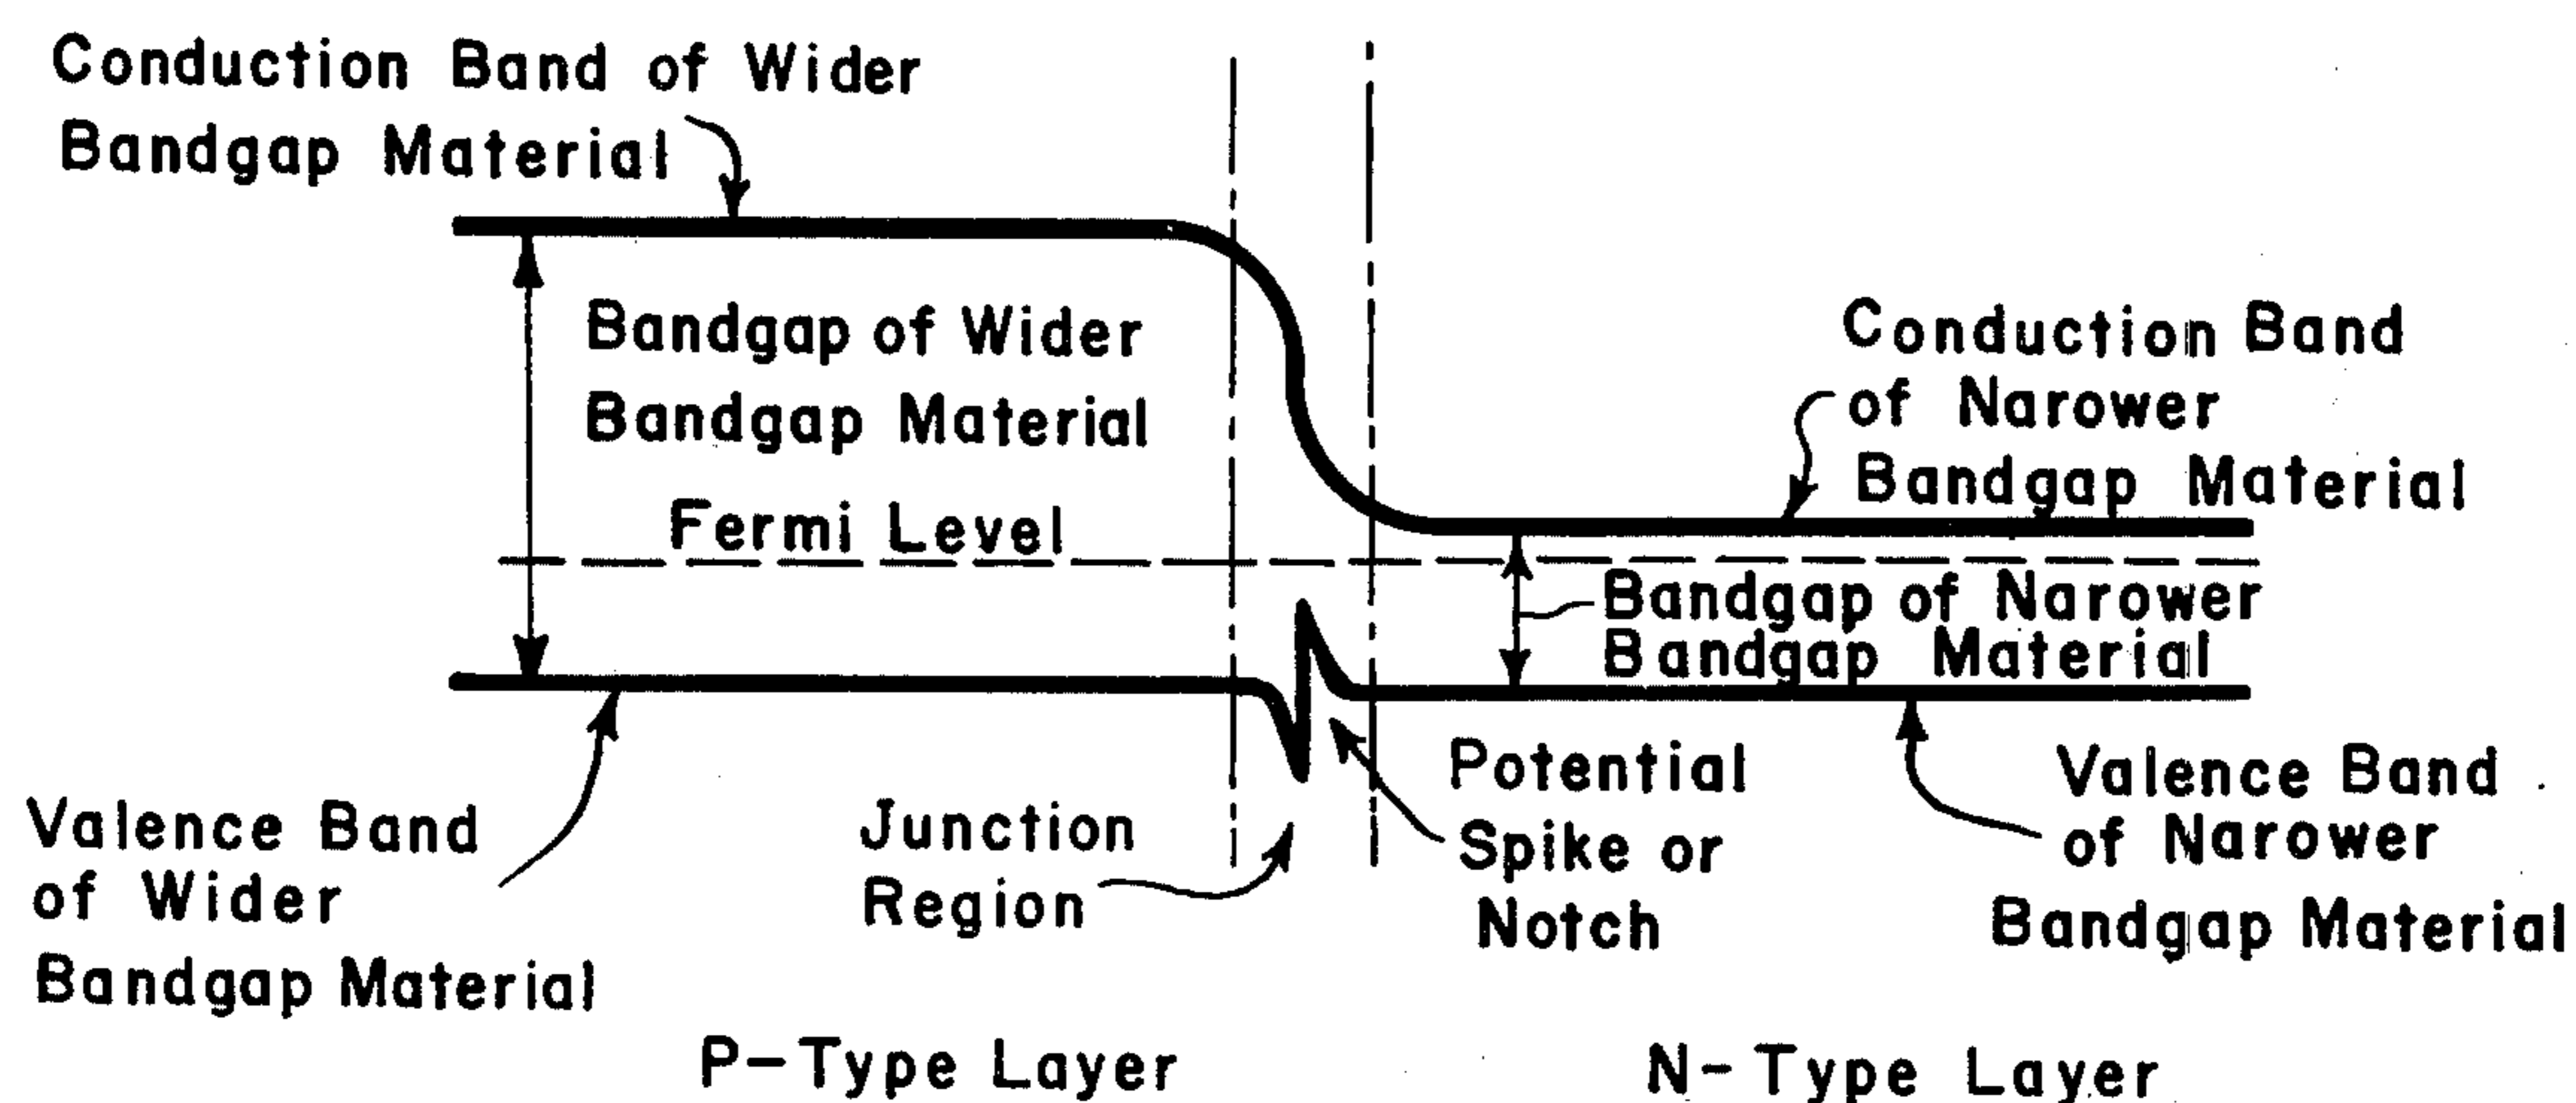 Conduction Band of Wider
Bandgap Material
Bandgap of Wider
Bandgap Material
Fermi Level
Conduction Band
of Narower
Bandgap Material
Bandgap of Narower
Bandgap Material
Valence Band
of Wider
Bandgap Material
Junction
Region
Potential
Spike or
Notch
Valence Band
of Narower
Bandgap Material
P-Type Layer
N-Type Layer